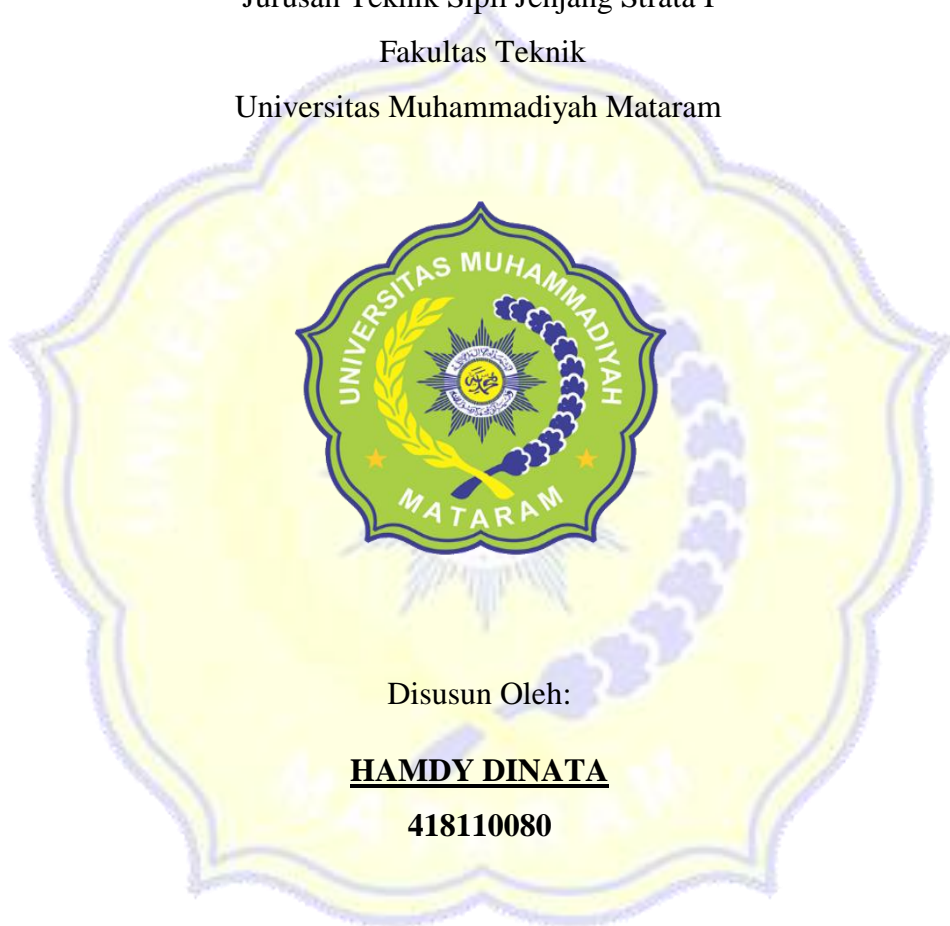 Jurusan Teknik Sipil Jenjang Strata I
Fakultas Teknik
Universitas Muhammadiyah Mataram
UNIVERSITAS MUHAMMADIYAH
MATARAM
Disusun Oleh:
HAMDY DINATA
418110080